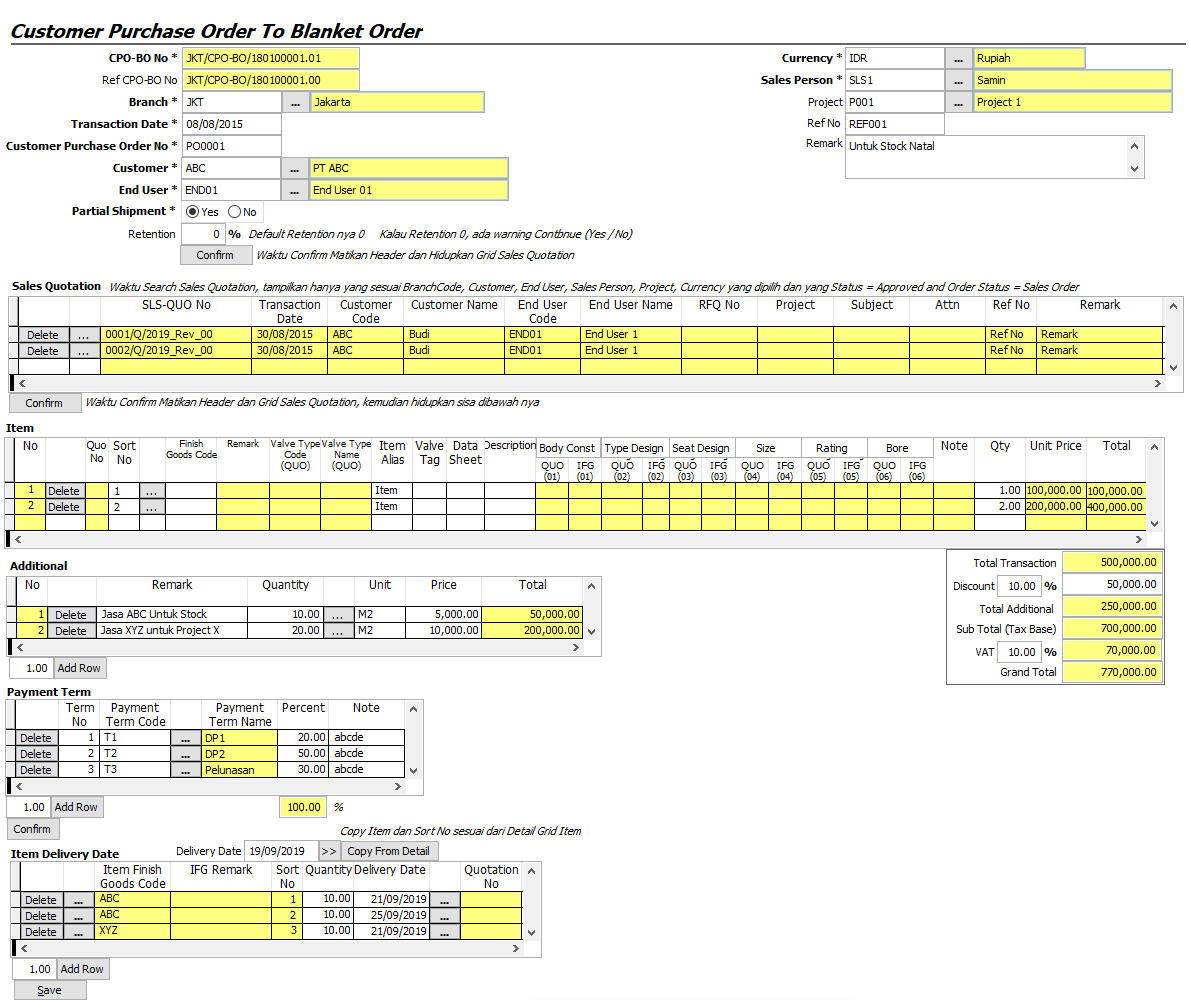 Customer Purchase Order To Blanket Order
CPO-BO No * JKT/CPO-BO/180100001.01
Ref CPO-BO No JKT/CPO-BO/180100001.00
Branch * JKT ... Jakarta
Transaction Date * 08/08/2015
Customer Purchase Order No * PO0001
Customer * ABC ... PT ABC
End User * END01 ... End User 01
Partial Shipment * Yes No
Retention 0 % Default Retention nya 0 Kalau Retention 0, ada warning Contbnue (Yes / No)
Confirm Waktu Confirm Matikan Header dan Hidupkan Grid Sales Quotation
Currency * IDR ... Rupiah
Sales Person * SLS1 ... Samin
Project P001 ... Project 1
Ref No REF001
Remark Untuk Stock Natal
Sales Quotation Waktu Search Sales Quotation, tampilkan hanya yang sesuai BranchCode, Customer, End User, Sales Person, Project, Currency yang dipilih dan yang Status = Approved and Order Status = Sales Order
SLS-QUO No Transaction Date Customer Code Customer Name End User Code End User Name RFQ No Project Subject Attn Ref No Remark
Delete ... 0001/Q/2019_Rev_00 30/08/2015 ABC Budi END01 End User 1 Ref No Remark
Delete ... 0002/Q/2019_Rev_00 30/08/2015 ABC Budi END01 End User 1 Ref No Remark
Confirm Waktu Confirm Matikan Header dan Grid Sales Quotation, kemudian hidupkan sisa dibawah nya
Item
No Quo No Sort No Finish Goods Code Remark Valve Type Code (QUO) Valve Type Name (QUO) Item Alias Valve Tag Data Sheet Description Body Const Type Design Seat Design Size Rating Bore Note Qty Unit Price Total
QUO (01) IFG (01) QUO (02) IFG (02) QUO (03) IFG (03) QUO (04) IFG (04) QUO (05) IFG (05) QUO (06) IFG (06)
1 Delete 1 ... Item 1.00 100,000.00 100,000.00
2 Delete 2 ... Item 2.00 200,000.00 400,000.00
Additional
No Remark Quantity Unit Price Total
1 Delete Jasa ABC Untuk Stock 10.00 ... M2 5,000.00 50,000.00
2 Delete Jasa XYZ untuk Project X 20.00 ... M2 10,000.00 200,000.00
1.00 Add Row
Total Transaction 500,000.00
Discount 10.00 % 50,000.00
Total Additional 250,000.00
Sub Total (Tax Base) 700,000.00
VAT 10.00 % 70,000.00
Grand Total 770,000.00
Payment Term
Term No Payment Term Code Payment Term Name Percent Note
Delete 1 T1 ... DP1 20.00 abcde
Delete 2 T2 ... DP2 50.00 abcde
Delete 3 T3 ... Pelunasan 30.00 abcde
1.00 Add Row 100.00 %
Confirm
Copy Item dan Sort No sesuai dari Detail Grid Item
Item Delivery Date Delivery Date 19/09/2019 >> Copy From Detail
Item Finish Goods Code IFG Remark Sort No Quantity Delivery Date Quotation No
Delete ... ABC 1 10.00 21/09/2019 ...
Delete ... ABC 2 10.00 25/09/2019 ...
Delete ... XYZ 3 10.00 21/09/2019 ...
1.00 Add Row
Save